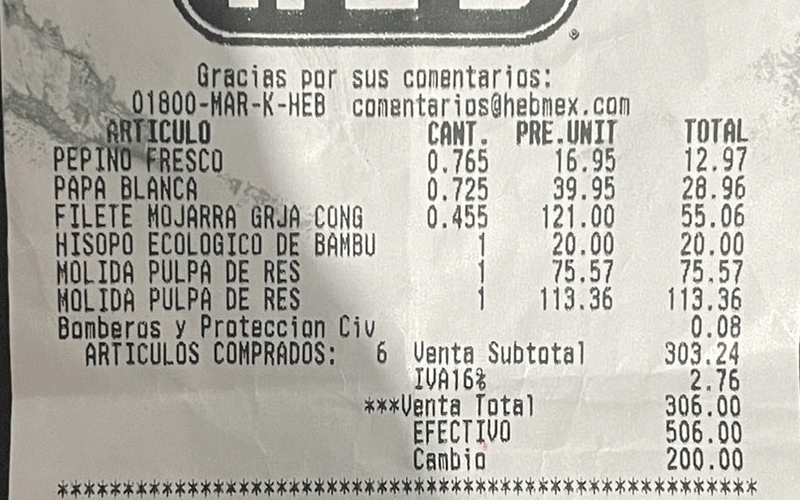 HEB
®
Gracias por sus comentarios:
01800-MAR-K-HEB comentarios@hebmex.com
ARTICULO CANT. PRE.UNIT TOTAL
PEPINO FRESCO 0.765 16.95 12.97
PAPA BLANCA 0.725 39.95 28.96
FILETE MOJARRA GRJA CONG 0.455 121.00 55.06
HISOPO ECOLOGICO DE BAMBU 1 20.00 20.00
MOLIDA PULPA DE RES 1 75.57 75.57
MOLIDA PULPA DE RES 1 113.36 113.36
Bomberos y Proteccion Civ 0.08
ARTICULOS COMPRADOS: 6 Venta Subtotal 303.24
IVA16% 2.76
***Venta Total 306.00
EFECTIVO 506.00
Cambio 200.00
****************************************************